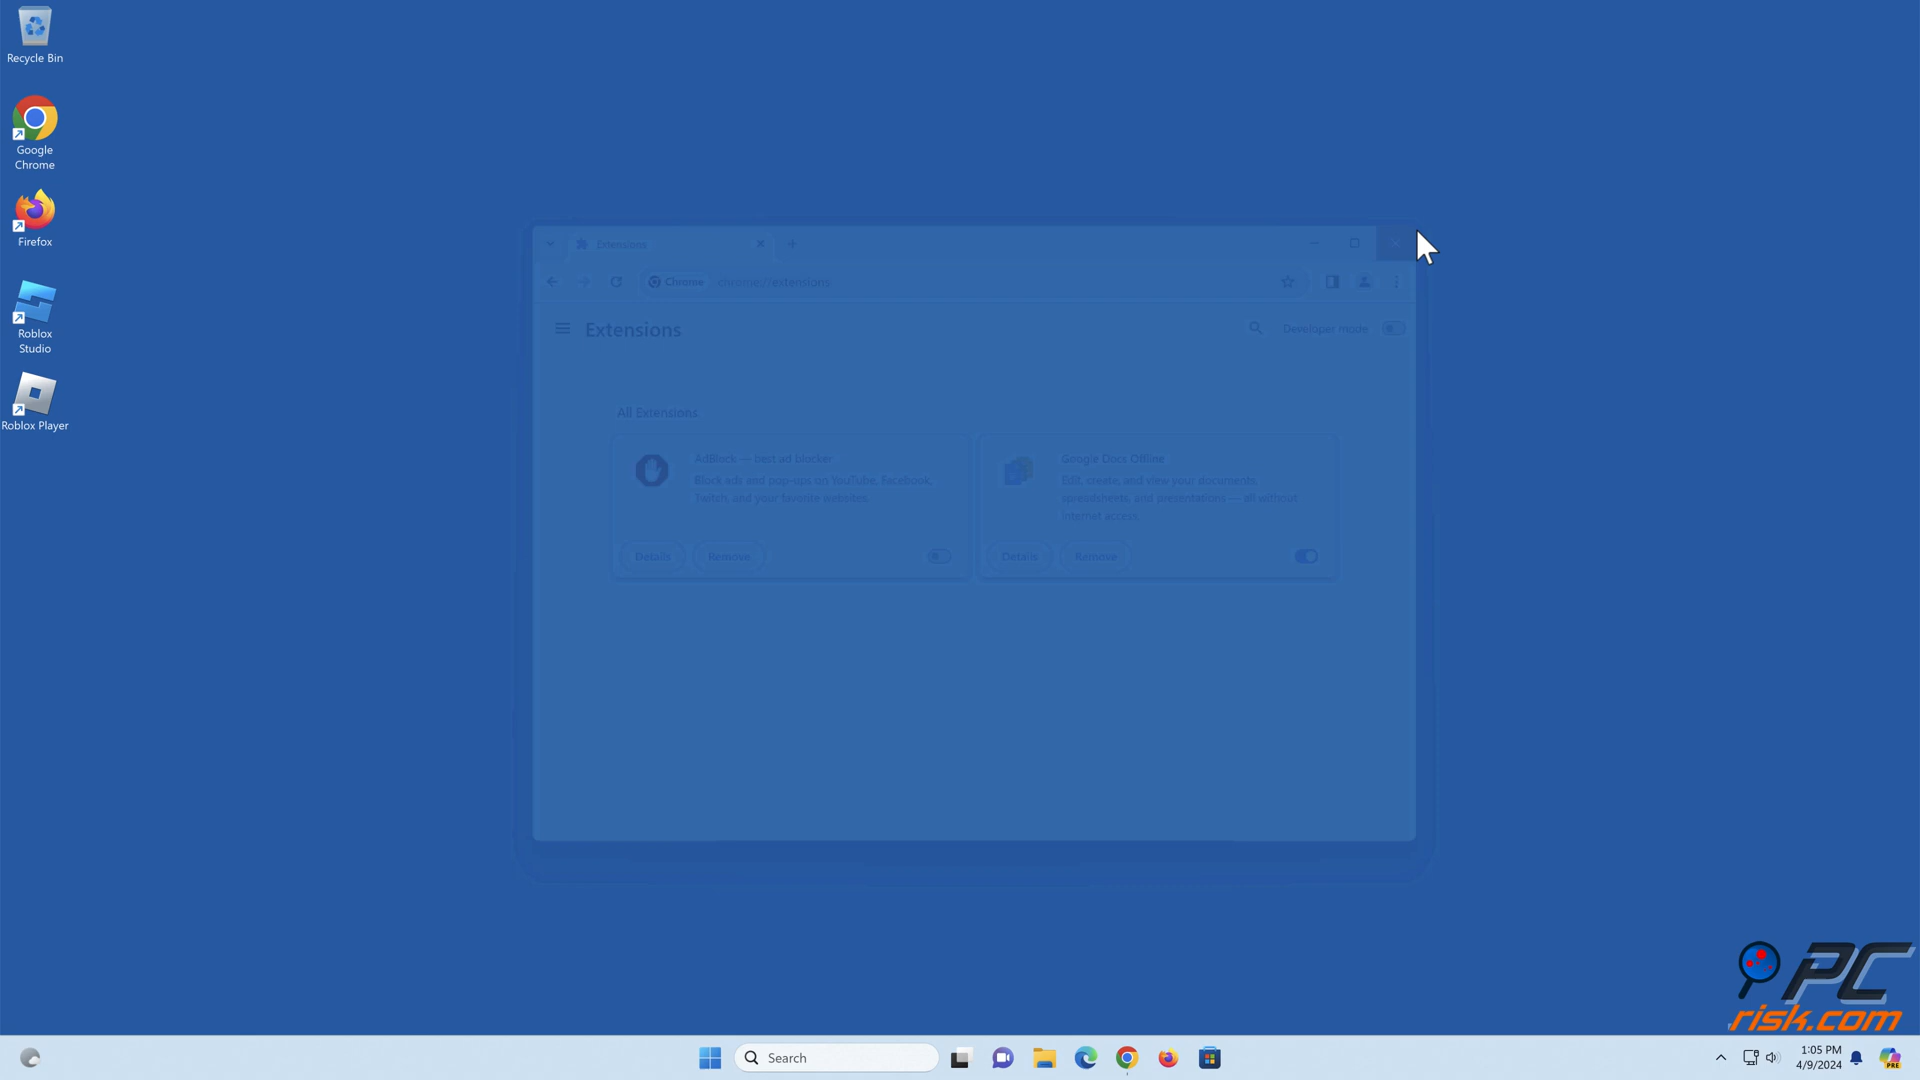 Recycle Bin
Google
Chrome
Firefox
Roblox
Studio
Roblox Player
Extensions
Chrome
chrome://extensions
Extensions
Developer mode
All Extensions
AdBlock — best ad blocker
Block ads and pop-ups on YouTube, Facebook,
Twitch, and your favorite websites.
Details
Remove
Google Docs Offline
Edit, create, and view your documents,
spreadsheets, and presentations — all without
internet access.
Details
Remove
PC
risk.com
Search
1:05 PM
4/9/2024
PRE